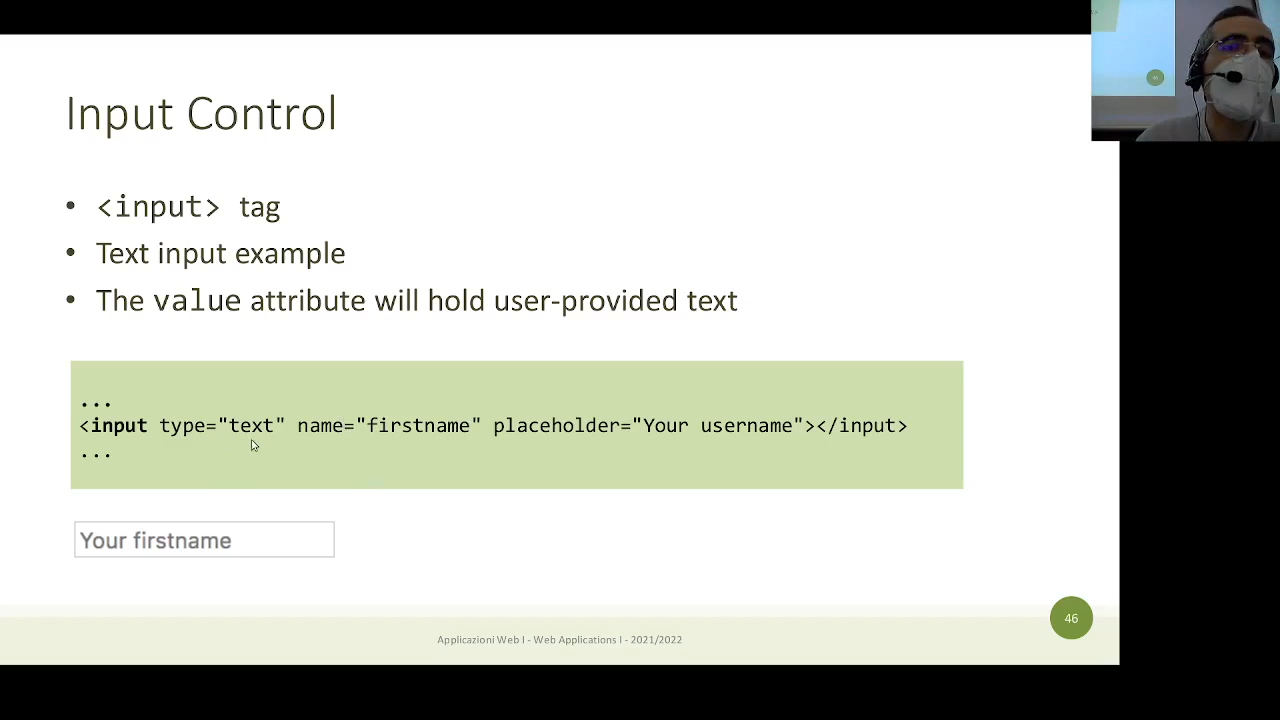 Input Control
• <input> tag
• Text input example
• The value attribute will hold user-provided text
...
<input type="text" name="firstname" placeholder="Your username"></input>
...
Your firstname
Applicazioni Web I - Web Applications I - 2021/2022
46